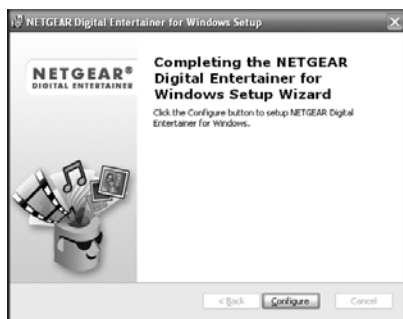 NETGEAR Digital Entertainer for Windows Setup
NETGEAR®
DIGITAL ENTERTAINER
Completing the NETGEAR
Digital Entertainer for
Windows Setup Wizard
Click the Configure button to setup NETGEAR Digital
Entertainer for Windows.
< Back
Configure
Cancel